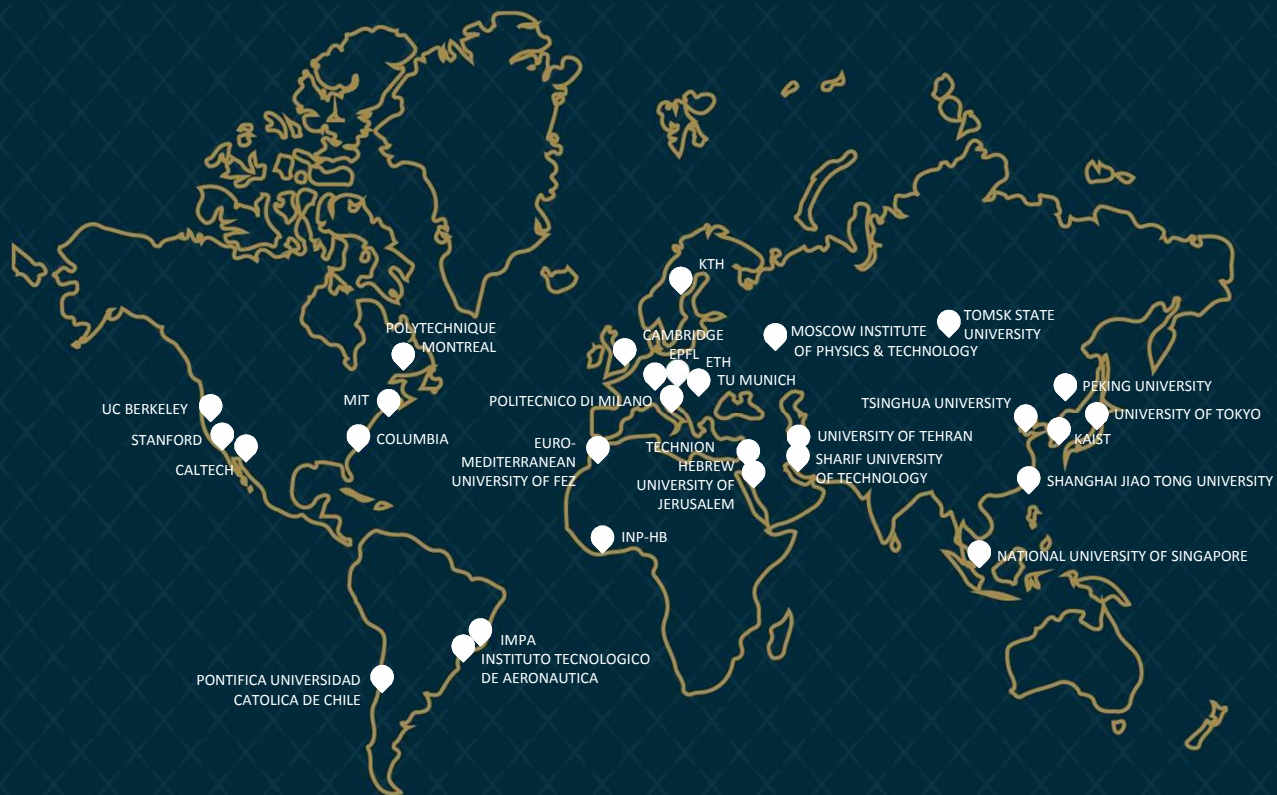 KTH
TOMSK STATE
UNIVERSITY
MOSCOW INSTITUTE
OF PHYSICS & TECHNOLOGY
POLYTECHNIQUE
MONTREAL
CAMBRIDGE
EPFL
ETH
TU MUNICH
POLITECNICO DI MILANO
PEKING UNIVERSITY
MIT
UC BERKELEY
TSINGHUA UNIVERSITY
UNIVERSITY OF TOKYO
STANFORD
COLUMBIA
KAIST
CALTECH
EURO-
MEDITERRANEAN
UNIVERSITY OF FEZ
TECHNION
HEBREW
UNIVERSITY OF
JERUSALEM
UNIVERSITY OF TEHRAN
SHARIF UNIVERSITY
OF TECHNOLOGY
SHANGHAI JIAO TONG UNIVERSITY
INP-HB
NATIONAL UNIVERSITY OF SINGAPORE
IMPA
INSTITUTO TECNOLOGICO
DE AERONAUTICA
PONTIFICA UNIVERSIDAD
CATOLICA DE CHILE